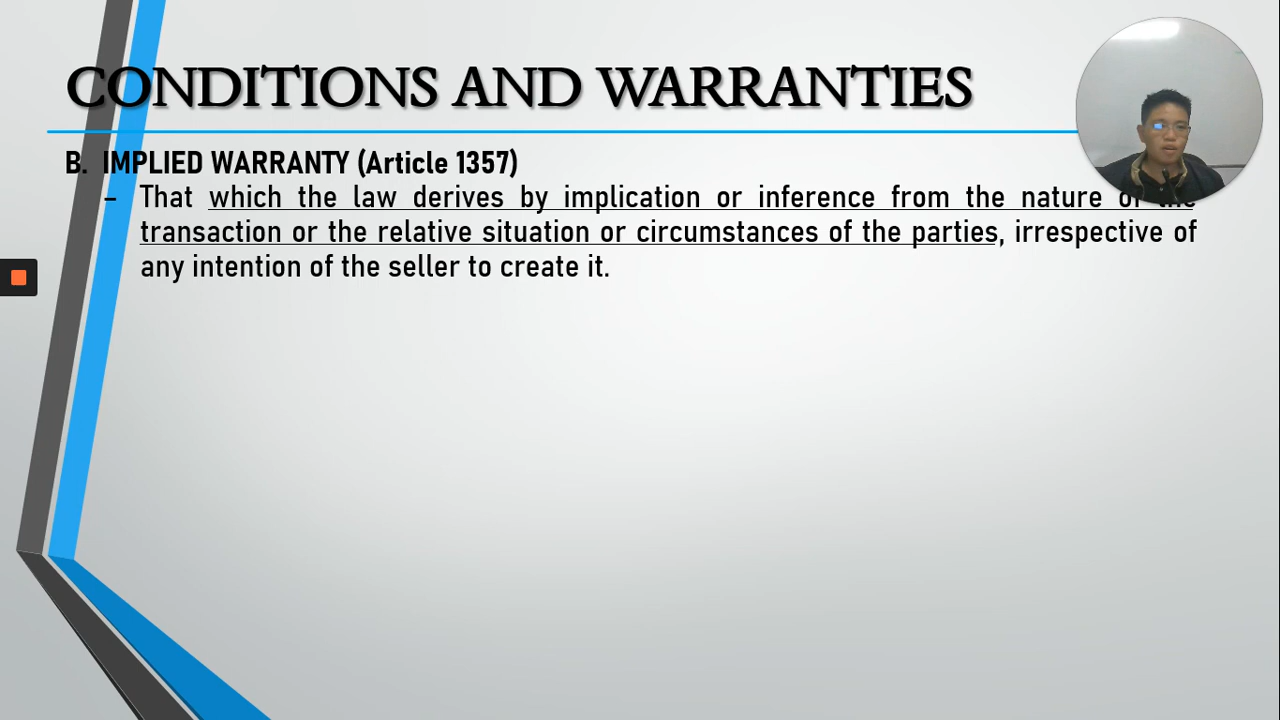 CONDITIONS AND WARRANTIES
B. IMPLIED WARRANTY (Article 1357)
– That which the law derives by implication or inference from the nature of the
transaction or the relative situation or circumstances of the parties, irrespective of
any intention of the seller to create it.